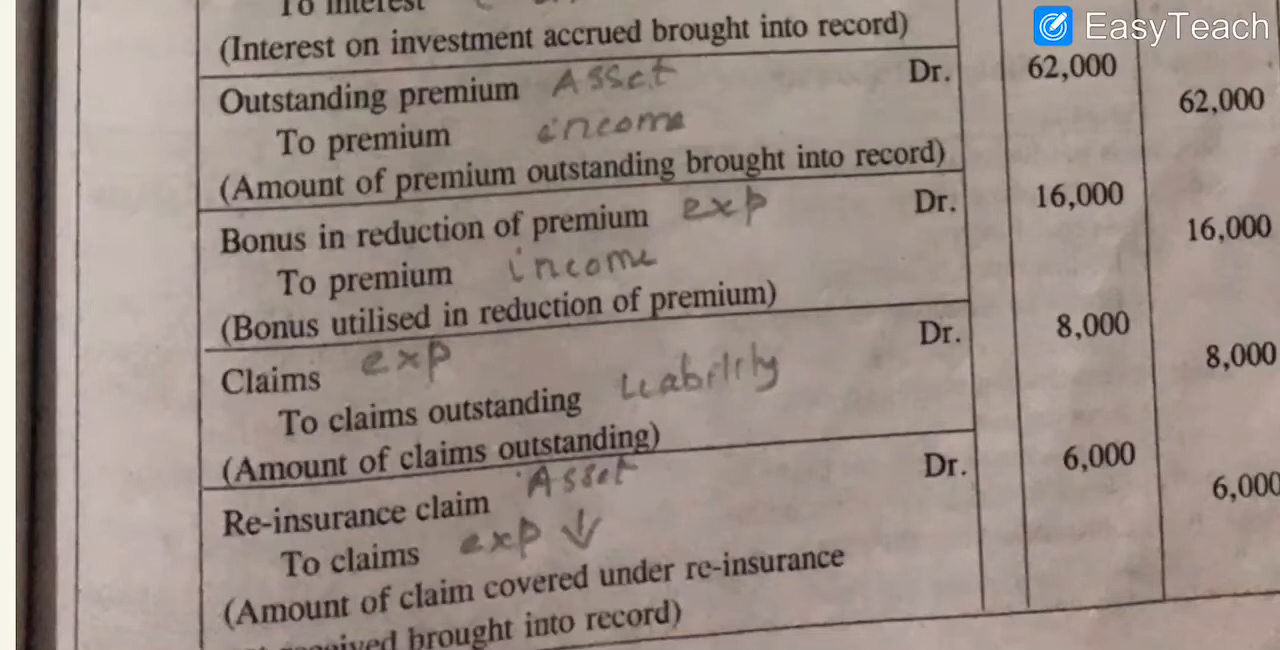 To interest
EasyTeach
(Interest on investment accrued brought into record)
Outstanding premium Asset Dr. 62,000
To premium income 62,000
(Amount of premium outstanding brought into record)
Bonus in reduction of premium exp Dr. 16,000
To premium income 16,000
(Bonus utilised in reduction of premium)
Claims exp Dr. 8,000
To claims outstanding Liability 8,000
(Amount of claims outstanding)
Re-insurance claim Asset Dr. 6,000
To claims exp ↓ 6,000
(Amount of claim covered under re-insurance
brought into record)